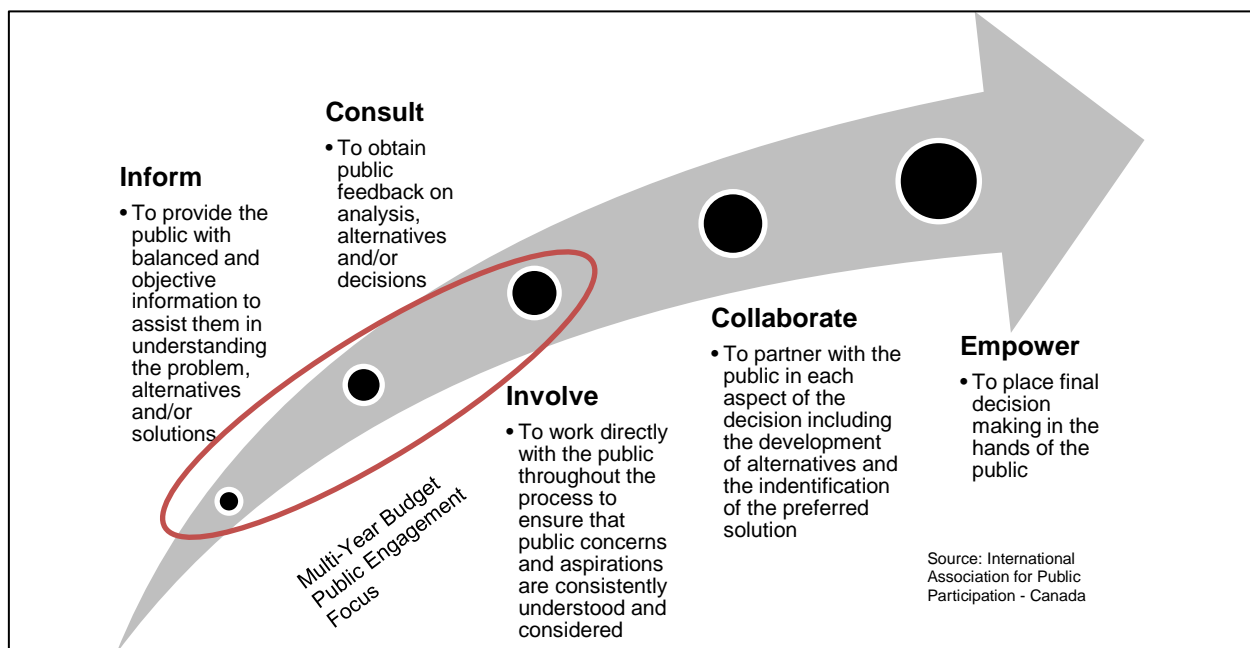 Inform
• To provide the
public with
balanced and
objective
information to
assist them in
understanding
the problem,
alternatives
and/or
solutions
Consult
• To obtain
public
feedback on
analysis,
alternatives
and/or
decisions
Multi-Year Budget
Public Engagement
Focus
Involve
• To work directly
with the public
throughout the
process to
ensure that
public concerns
and aspirations
are consistently
understood and
considered
Collaborate
• To partner with the
public in each
aspect of the
decision including
the development
of alternatives and
the indentification
of the preferred
solution
Empower
• To place final
decision
making in the
hands of the
public
Source: International
Association for Public
Participation - Canada